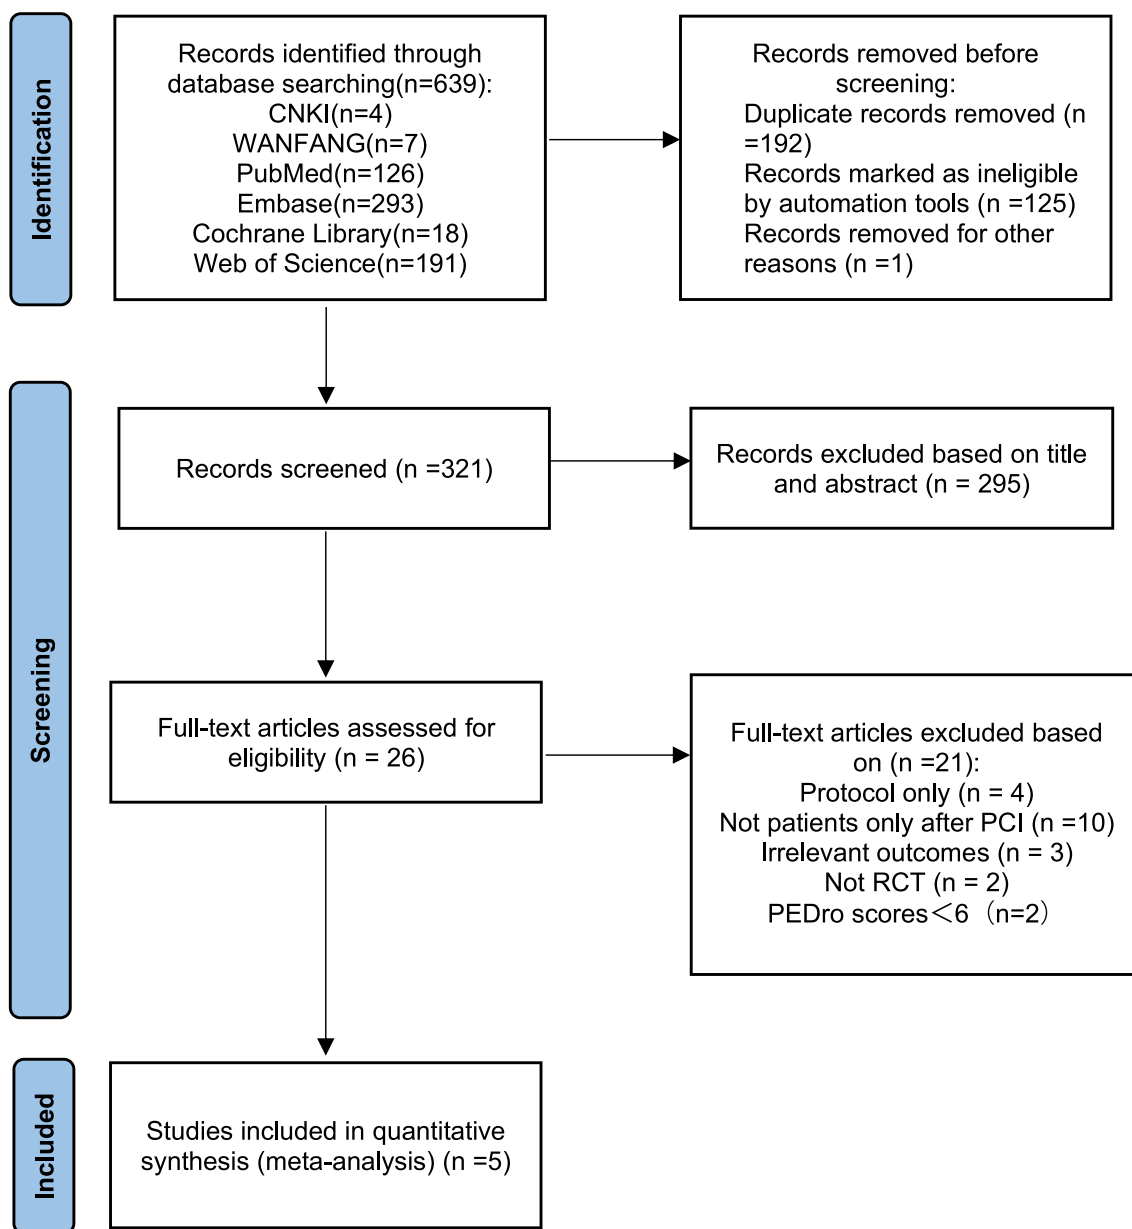 Identification
Records identified through
database searching(n=639):
CNKI(n=4)
WANFANG(n=7)
PubMed(n=126)
Embase(n=293)
Cochrane Library(n=18)
Web of Science(n=191)
Records removed before
screening:
Duplicate records removed (n
=192)
Records marked as ineligible
by automation tools (n =125)
Records removed for other
reasons (n =1)
Screening
Records screened (n =321)
Records excluded based on title
and abstract (n = 295)
Full-text articles assessed for
eligibility (n = 26)
Full-text articles excluded based
on (n =21):
Protocol only (n = 4)
Not patients only after PCI (n =10)
Irrelevant outcomes (n = 3)
Not RCT (n = 2)
PEDro scores<6（n=2）
Included
Studies included in quantitative
synthesis (meta-analysis) (n =5)